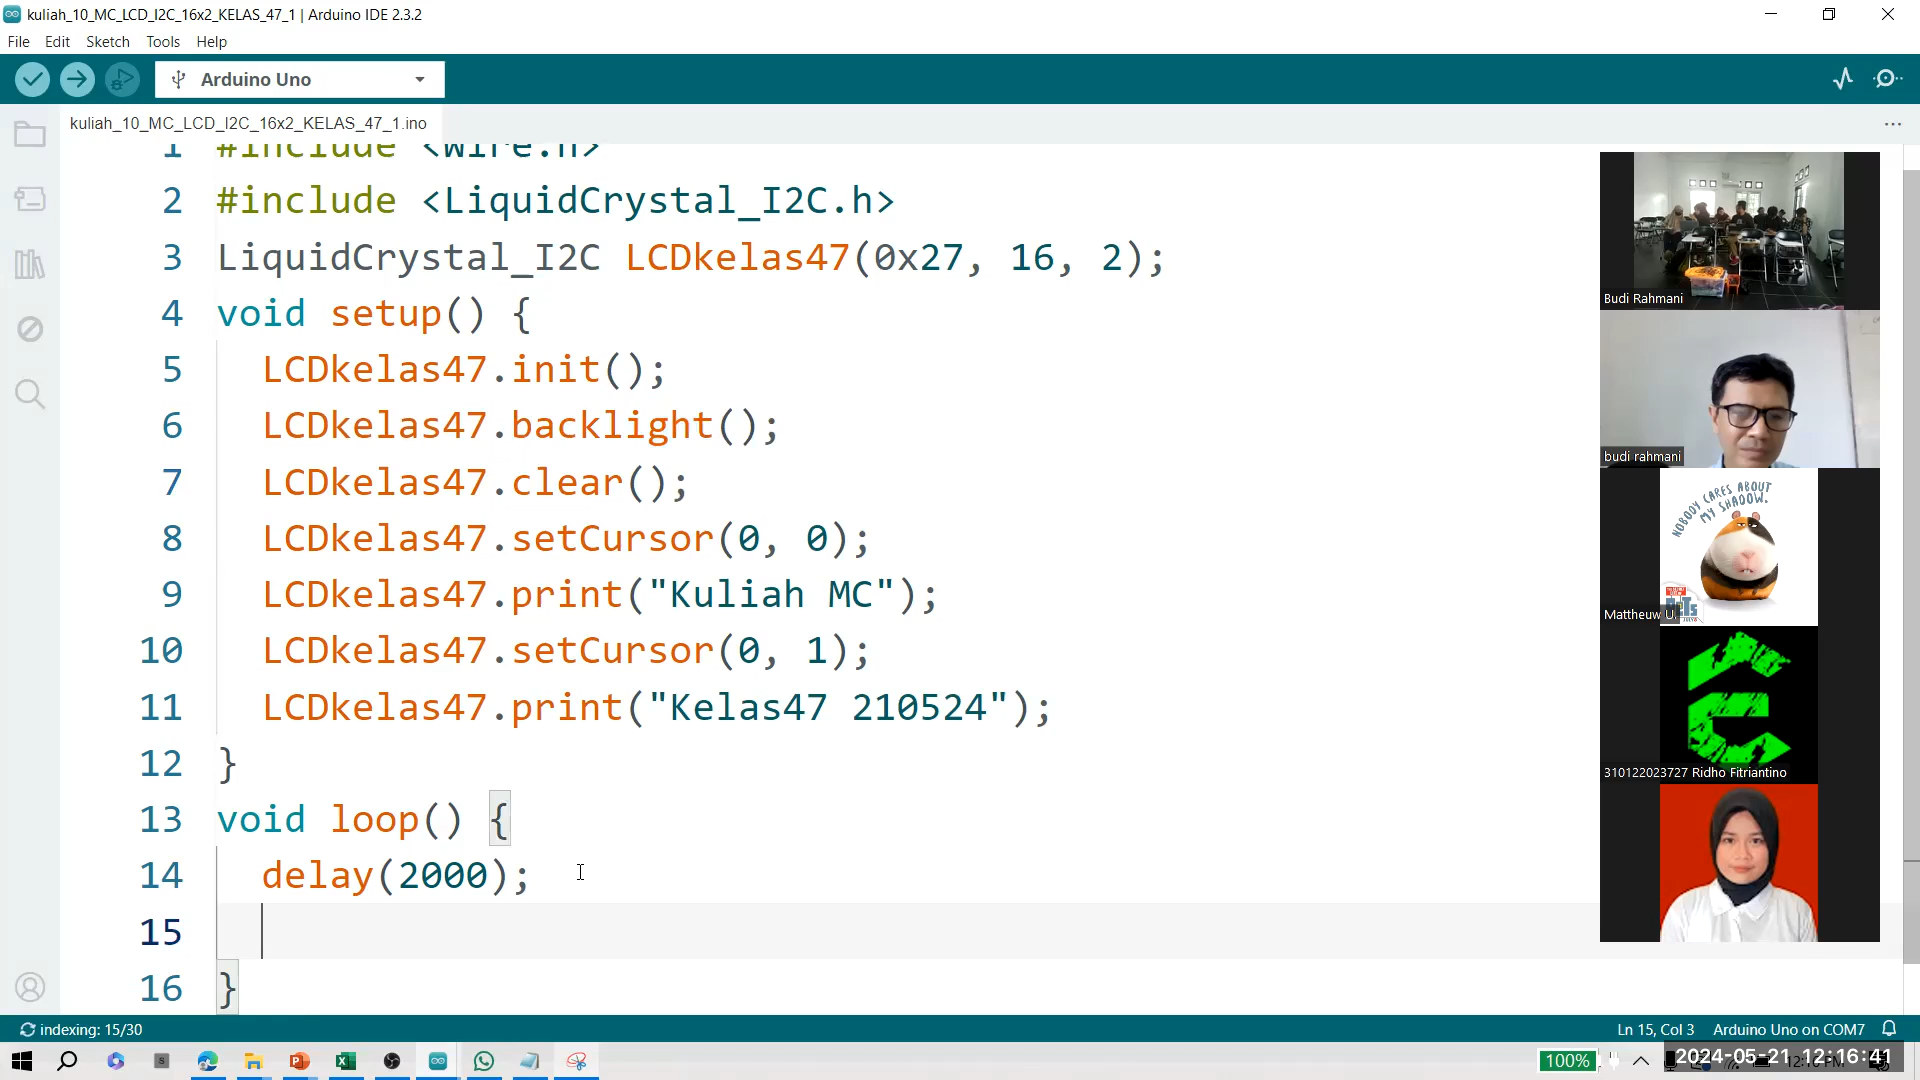 kuliah_10_MC_LCD_I2C_16x2_KELAS_47_1 | Arduino IDE 2.3.2
File Edit Sketch Tools Help
Arduino Uno
kuliah_10_MC_LCD_I2C_16x2_KELAS_47_1.ino
1 #include <Wire.h>
2 #include <LiquidCrystal_I2C.h>
3 LiquidCrystal_I2C LCDkelas47(0x27, 16, 2);
4 void setup() {
5 LCDkelas47.init();
6 LCDkelas47.backlight();
7 LCDkelas47.clear();
8 LCDkelas47.setCursor(0, 0);
9 LCDkelas47.print("Kuliah MC");
10 LCDkelas47.setCursor(0, 1);
11 LCDkelas47.print("Kelas47 210524");
12 }
13 void loop() {
14 delay(2000);
15
16 }
Budi Rahmani
budi rahmani
NOBODY CARES ABOUT
MY SHADOW.
Mattheuw U.
310122023727 Ridho Fitriantino
indexing: 15/30
Ln 15, Col 3 Arduino Uno on COM7
100%
2024-05-21 12:16:41